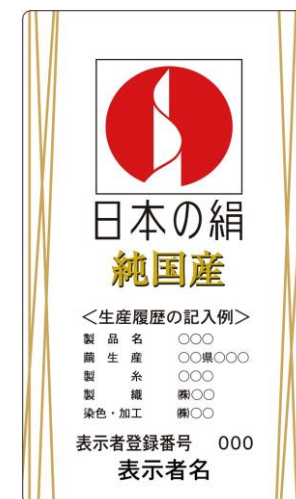 日本の絹
純国産
＜生産履歴の記入例＞
製品名 ○○○
繭生産 ○○県○○○
製糸 ○○○
製織 ㈱○○
染色・加工 ㈱○○
表示者登録番号 000
表示者名